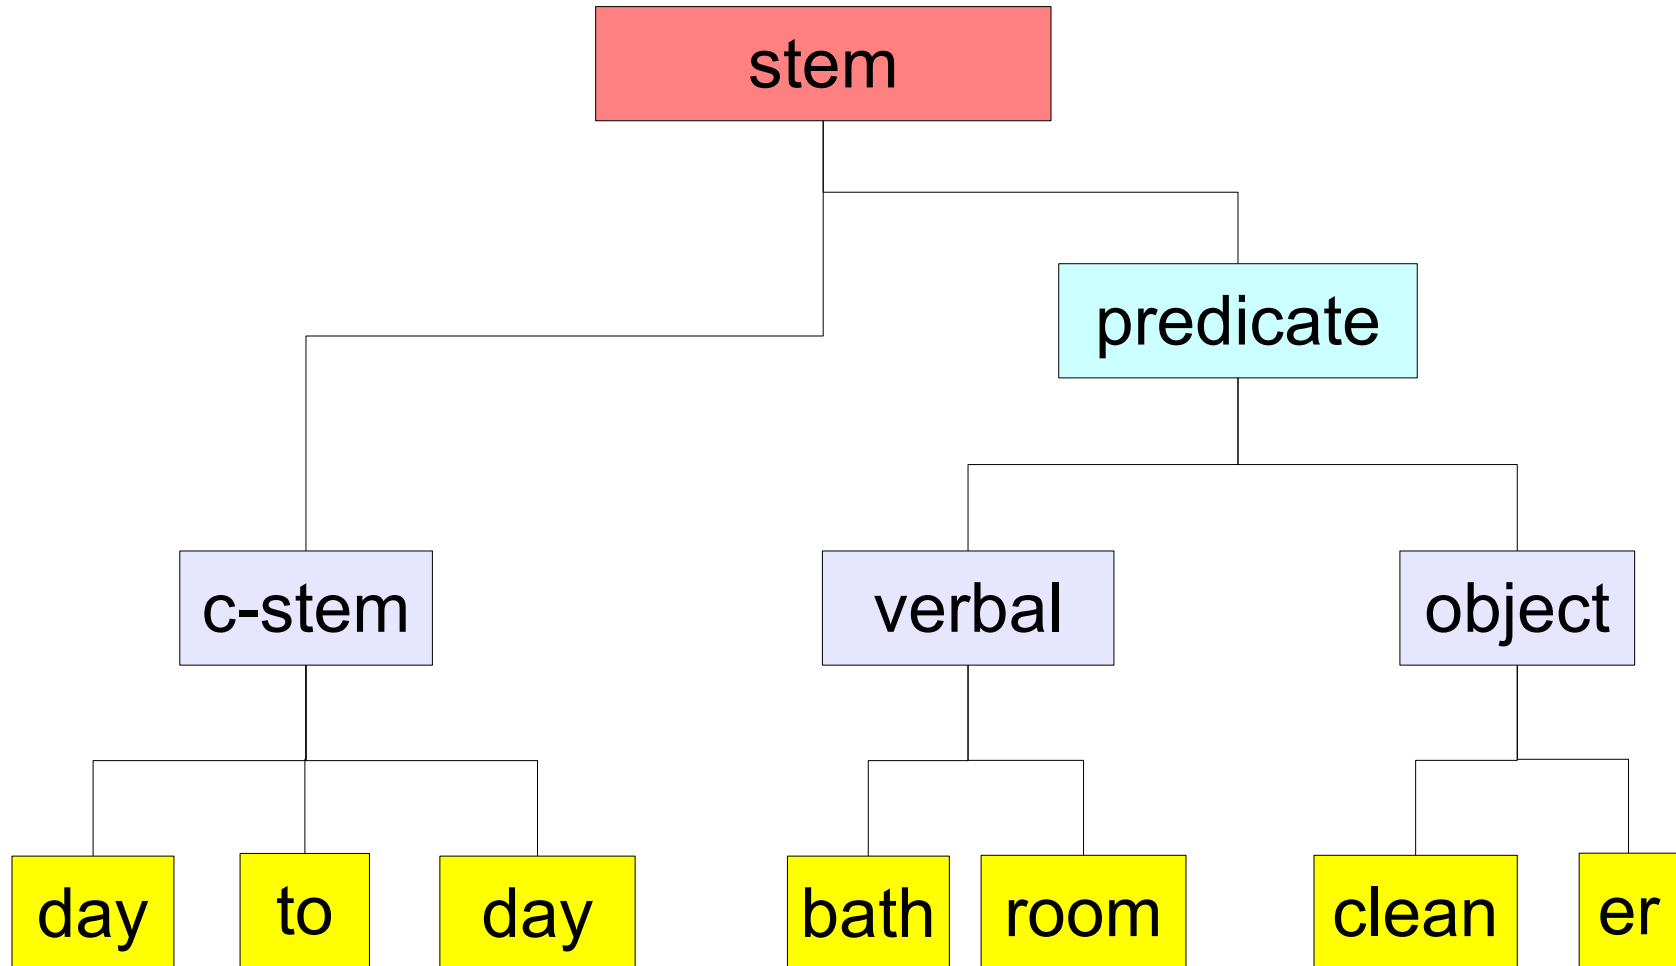 stem
predicate
c-stem verbal object
day to day bath room clean er